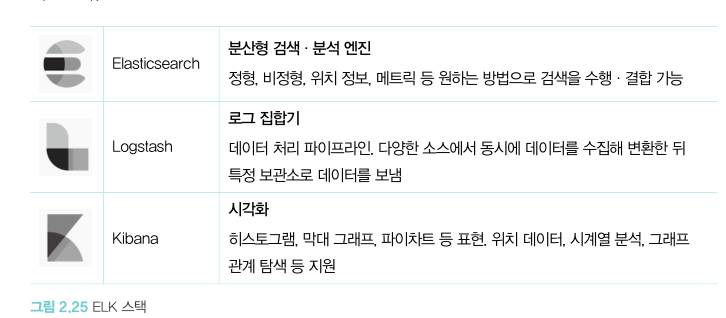 Elasticsearch
분산형 검색 · 분석 엔진
정형, 비정형, 위치 정보, 메트릭 등 원하는 방법으로 검색을 수행 · 결합 가능
Logstash
로그 집합기
데이터 처리 파이프라인. 다양한 소스에서 동시에 데이터를 수집해 변환한 뒤
특정 보관소로 데이터를 보냄
Kibana
시각화
히스토그램, 막대 그래프, 파이차트 등 표현. 위치 데이터, 시계열 분석, 그래프
관계 탐색 등 지원
그림 2.25 ELK 스택